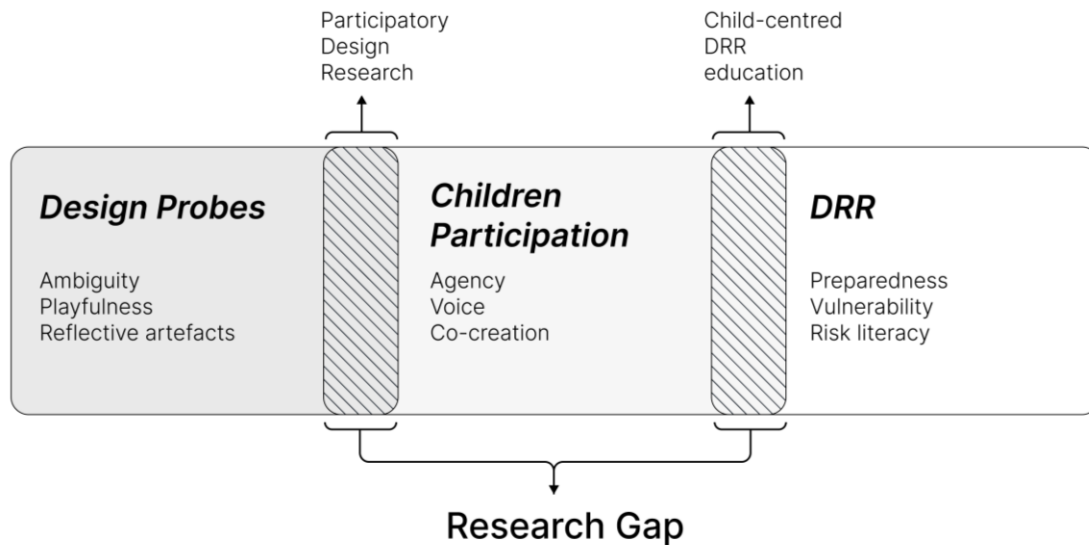 Participatory
Design
Research
Child-centred
DRR
education
Design Probes
Ambiguity
Playfulness
Reflective artefacts
Children
Participation
Agency
Voice
Co-creation
DRR
Preparedness
Vulnerability
Risk literacy
Research Gap